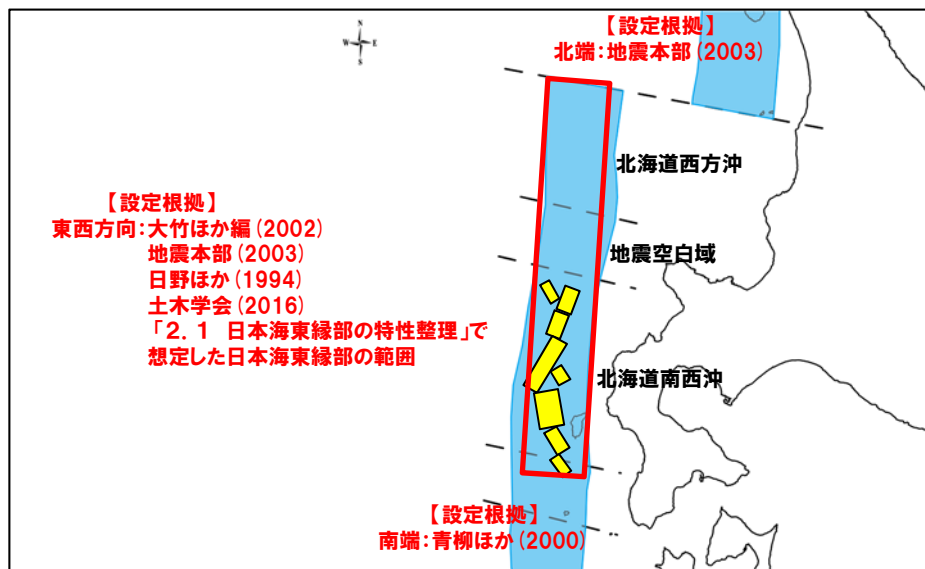 【設定根拠】
北端：地震本部(2003)
N
W E
S
北海道西方沖
【設定根拠】
東西方向：大竹ほか編(2002)
地震本部(2003)
日野ほか(1994)
土木学会(2016)
「２．１　日本海東縁部の特性整理」で
想定した日本海東縁部の範囲
地震空白域
北海道南西沖
【設定根拠】
南端：青柳ほか(2000)